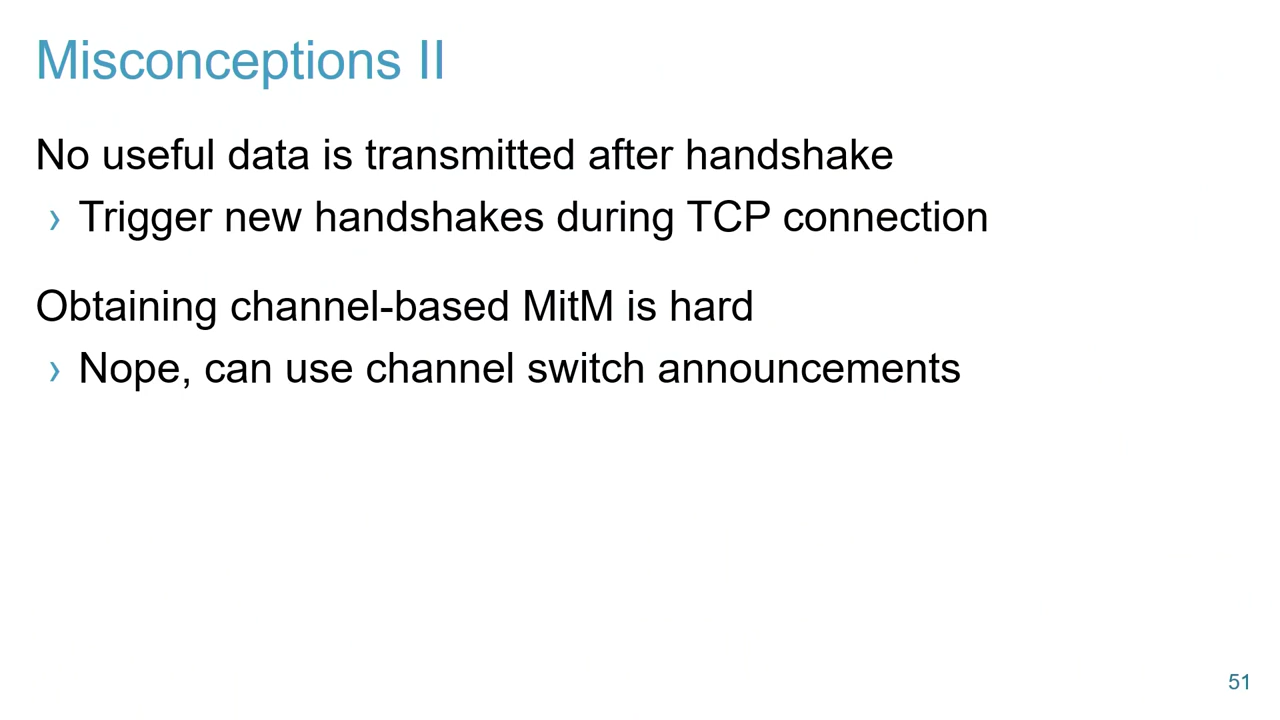 Misconceptions II
No useful data is transmitted after handshake
› Trigger new handshakes during TCP connection
Obtaining channel-based MitM is hard
› Nope, can use channel switch announcements
51